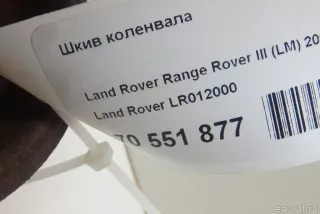 Шкив коленвала
Land Rover Range Rover III (LM) 20
Land Rover LR012000
70 551 877